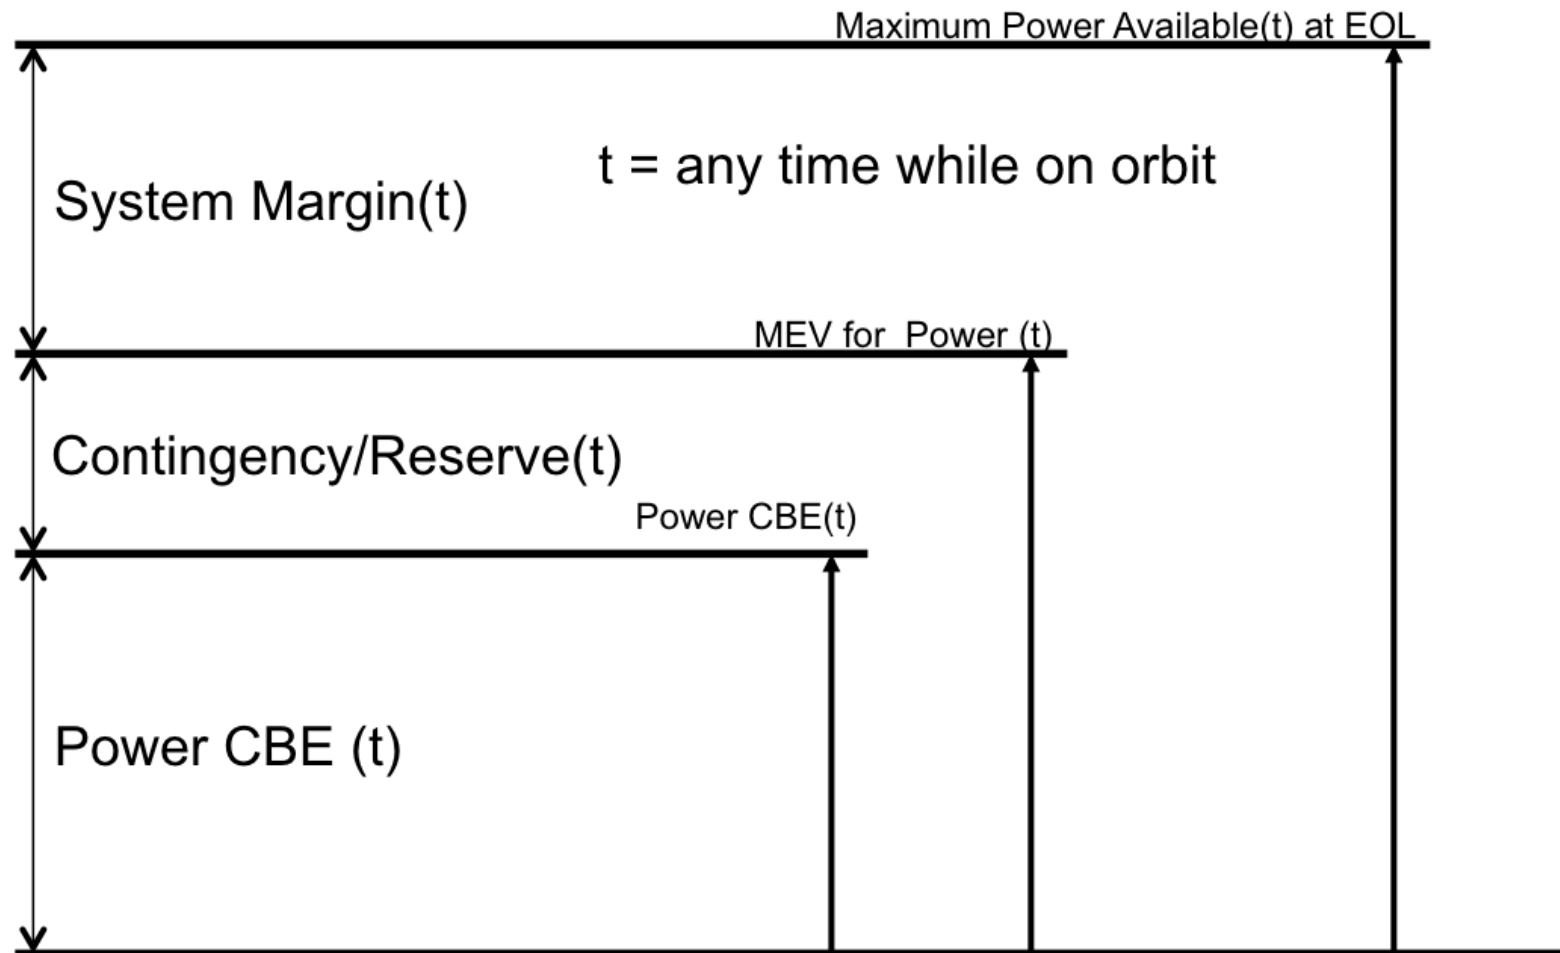 Maximum Power Available(t) at EOL
t = any time while on orbit
System Margin(t)
MEV for  Power (t)
Contingency/Reserve(t)
Power CBE(t)
Power CBE (t)